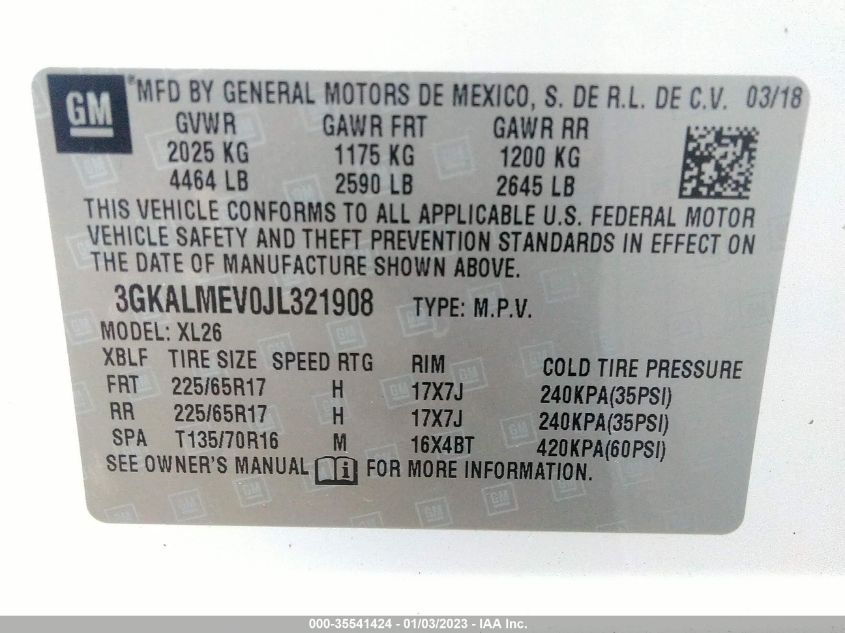 GM ®MFD BY GENERAL MOTORS DE MEXICO, S. DE R.L. DE C.V. 03/18
GVWR GAWR FRT GAWR RR
2025 KG 1175 KG 1200 KG
4464 LB 2590 LB 2645 LB
THIS VEHICLE CONFORMS TO ALL APPLICABLE U.S. FEDERAL MOTOR
VEHICLE SAFETY AND THEFT PREVENTION STANDARDS IN EFFECT ON
THE DATE OF MANUFACTURE SHOWN ABOVE.
3GKALMEV0JL321908 TYPE: M.P.V.
MODEL: XL26
XBLF TIRE SIZE SPEED RTG RIM COLD TIRE PRESSURE
FRT 225/65R17 H 17X7J 240KPA(35PSI)
RR 225/65R17 H 17X7J 240KPA(35PSI)
SPA T135/70R16 M 16X4BT 420KPA(60PSI)
SEE OWNER'S MANUAL FOR MORE INFORMATION.
000-35541424 - 01/03/2023 - IAA Inc.